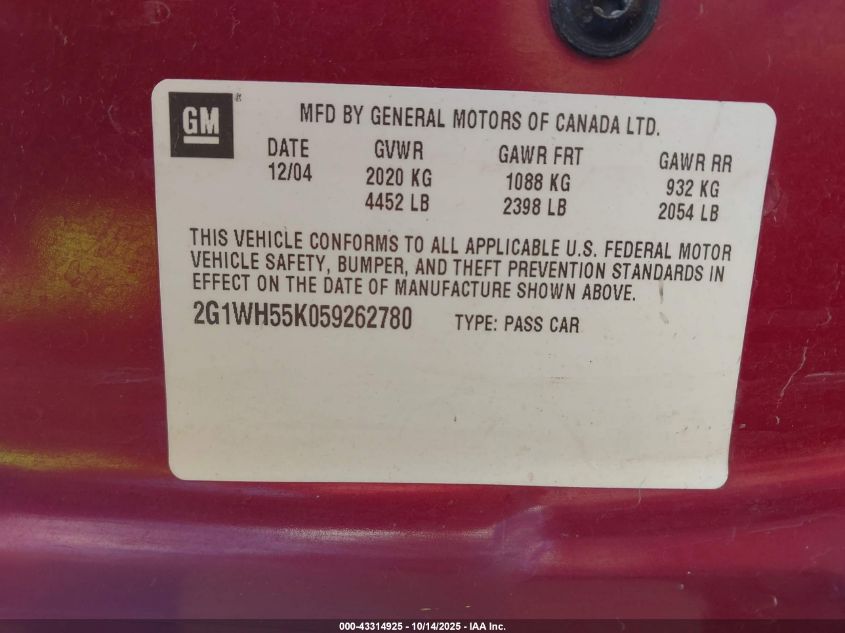 GM
MFD BY GENERAL MOTORS OF CANADA LTD.
DATE GVWR GAWR FRT GAWR RR
12/04 2020 KG 1088 KG 932 KG
4452 LB 2398 LB 2054 LB
THIS VEHICLE CONFORMS TO ALL APPLICABLE U.S. FEDERAL MOTOR
VEHICLE SAFETY, BUMPER, AND THEFT PREVENTION STANDARDS IN
EFFECT ON THE DATE OF MANUFACTURE SHOWN ABOVE.
2G1WH55K059262780 TYPE: PASS CAR
000-43314925 - 10/14/2025 - IAA Inc.